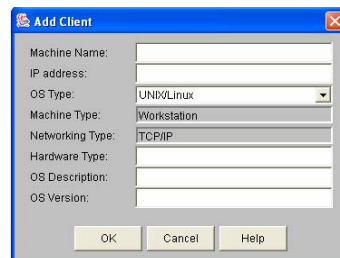 Add Client
Machine Name:
IP address:
OS Type: UNIX/Linux
Machine Type: Workstation
Networking Type: TCP/IP
Hardware Type:
OS Description:
OS Version:
OK Cancel Help